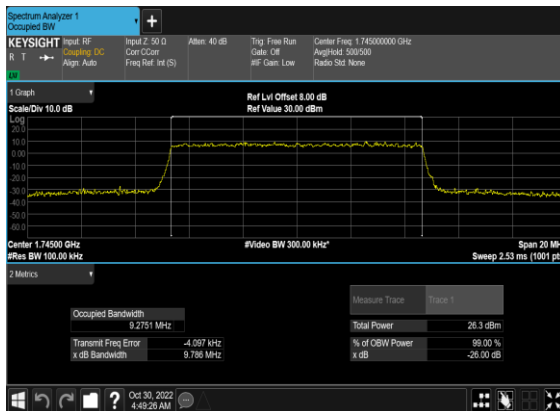 Spectrum Analyzer 1
Occupied BW
KEYSIGHT
R T
Input: RF
Coupling: DC
Align: Auto
Input Z: 50 Ω
Corr CCorr
Freq Ref: Int (S)
Atten: 40 dB
Trig: Free Run
Gate: Off
#IF Gain: Low
Center Freq: 1.745000000 GHz
Avg|Hold: 500/500
Radio Std: None
1 Graph
Scale/Div 10.0 dB
Ref Lvl Offset 8.00 dB
Ref Value 30.00 dBm
Log
20.0
10.0
0.00
-10.0
-20.0
-30.0
-40.0
-50.0
-60.0
Center 1.74500 GHz
#Video BW 300.00 kHz*
Span 20 MH
#Res BW 100.00 kHz
Sweep 2.53 ms (1001 pt
2 Metrics
Measure Trace
Trace 1
Occupied Bandwidth
9.2751 MHz
Total Power
26.3 dBm
Transmit Freq Error
-4.097 kHz
% of OBW Power
99.00 %
x dB Bandwidth
9.786 MHz
x dB
-26.00 dB
?
Oct 30, 2022
4:49:26 AM